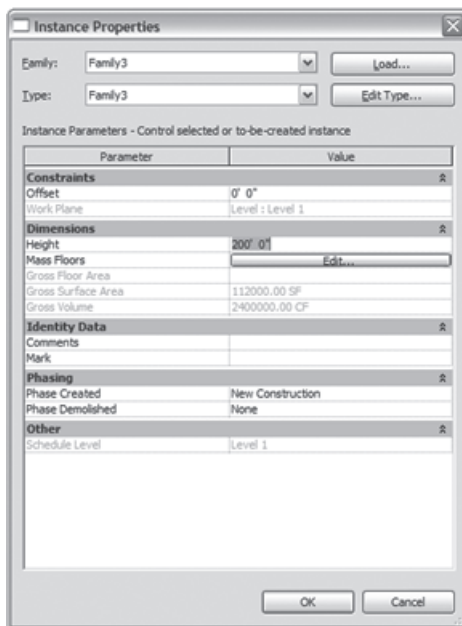 Instance Properties
Family: Family3 Load...
Type: Family3 Edit Type...
Instance Parameters - Control selected or to-be-created instance
Parameter Value
Constraints
Offset 0' 0"
Work Plane Level : Level 1
Dimensions
Height 200' 0"
Mass Floors Edit...
Gross Floor Area
Gross Surface Area 112000.00 SF
Gross Volume 2400000.00 CF
Identity Data
Comments
Mark
Phasing
Phase Created New Construction
Phase Demolished None
Other
Schedule Level Level 1
OK Cancel